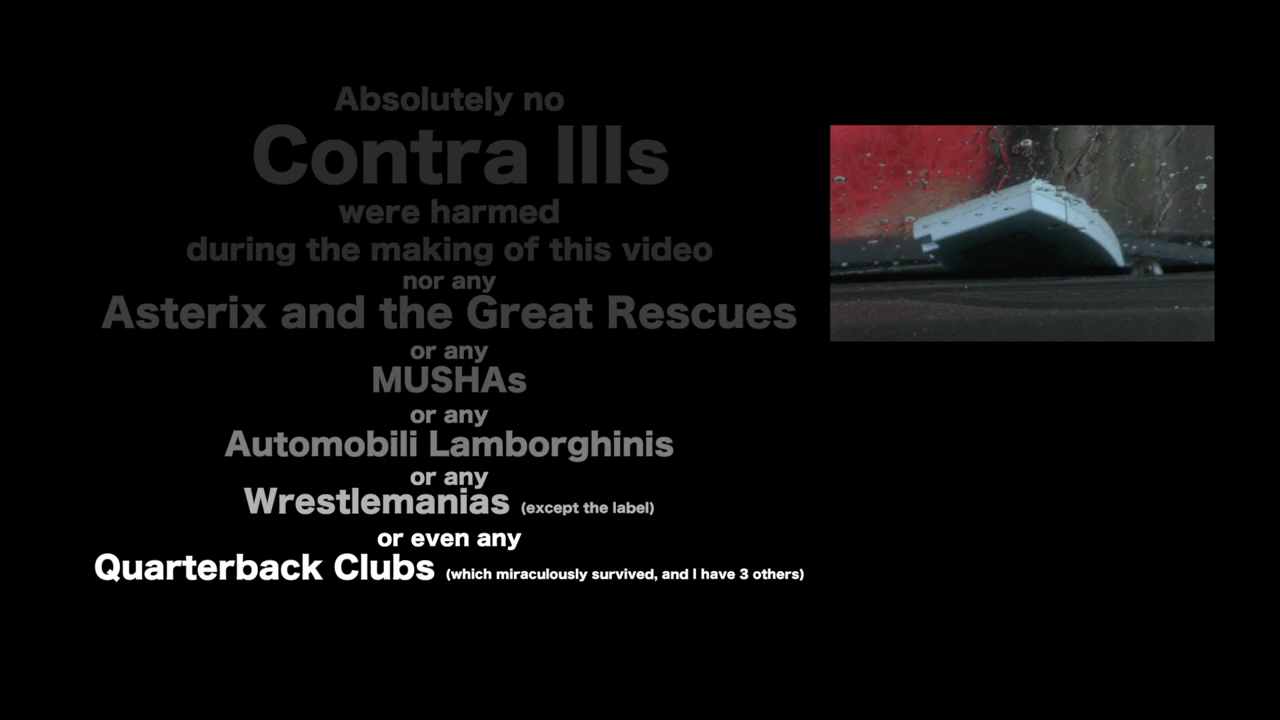 Absolutely no
Contra IIIs
were harmed
during the making of this video
nor any
Asterix and the Great Rescues
or any
MUSHAs
or any
Automobili Lamborghinis
or any
Wrestlemanias (except the label)
or even any
Quarterback Clubs (which miraculously survived, and I have 3 others)